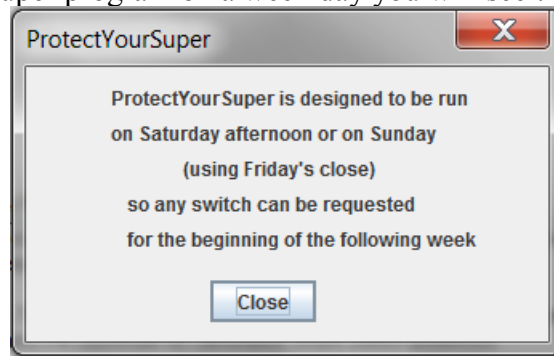 ProtectYourSuper
ProtectYourSuper is designed to be run
on Saturday afternoon or on Sunday
(using Friday's close)
so any switch can be requested
for the beginning of the following week
Close